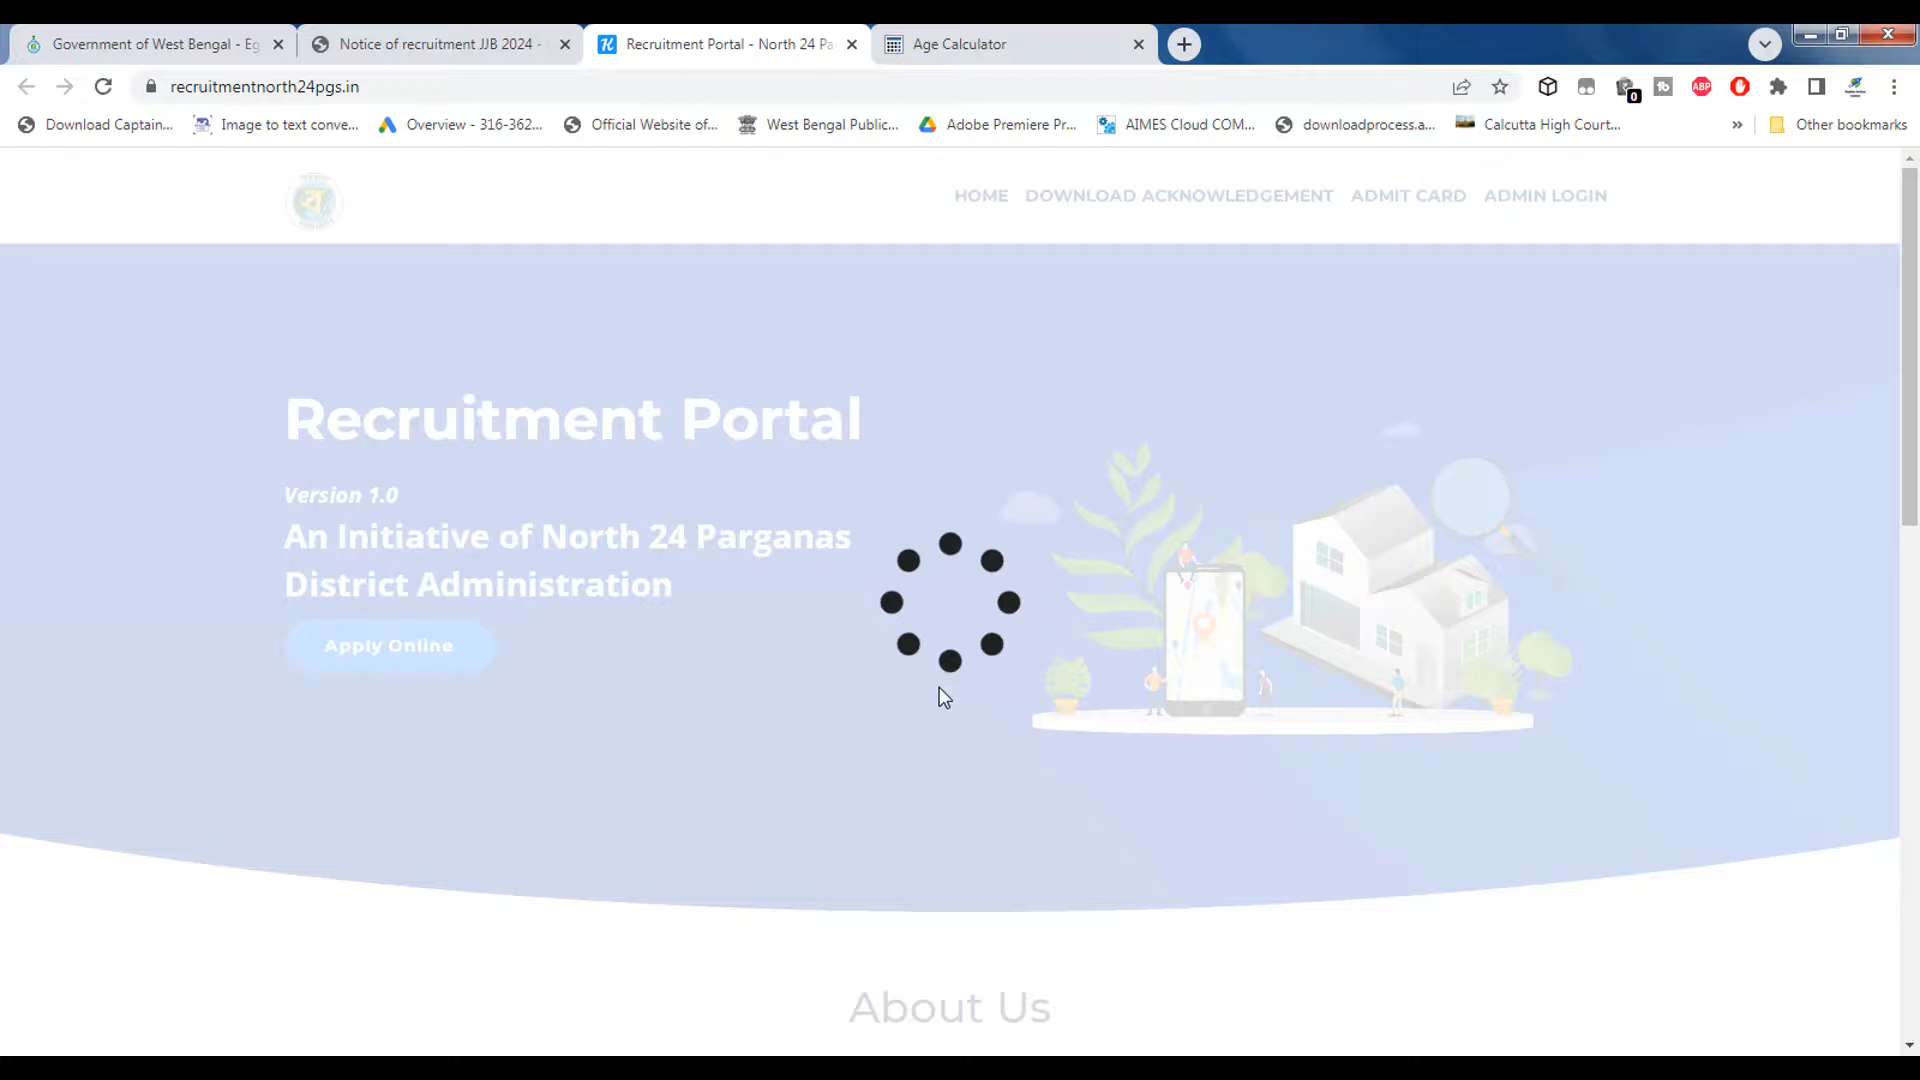 Government of West Bengal - Eg
Notice of recruitment JJB 2024 -
Recruitment Portal - North 24 Pa
Age Calculator
recruitmentnorth24pgs.in
0
ABP
Download Captain...
Image to text conve...
Overview - 316-362...
Official Website of...
West Bengal Public...
Adobe Premiere Pr...
AIMES Cloud COM...
downloadprocess.a...
Calcutta High Court...
»
Other bookmarks
HOME
DOWNLOAD ACKNOWLEDGEMENT
ADMIT CARD
ADMIN LOGIN
Recruitment Portal
Version 1.0
An Initiative of North 24 Parganas
District Administration
Apply Online
About Us